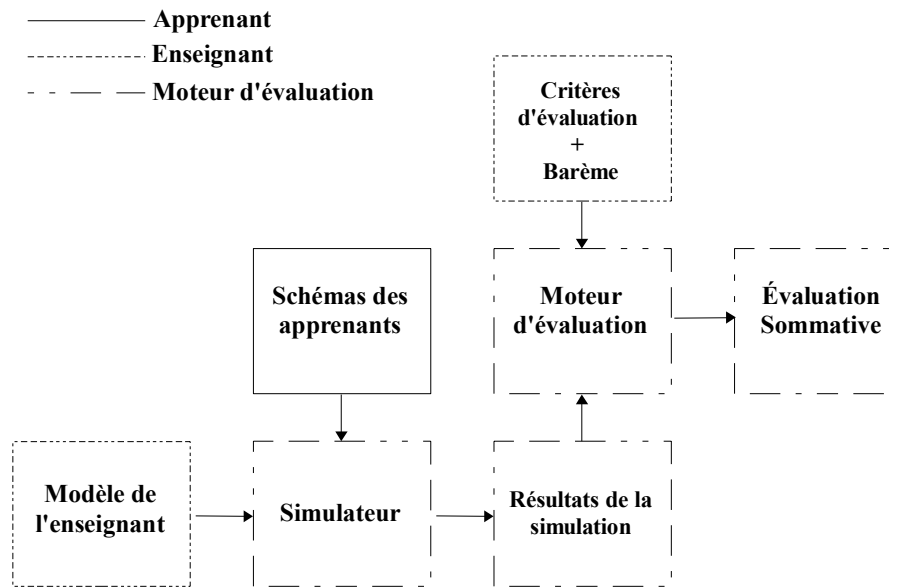 Apprenant
Enseignant
Moteur d'évaluation
Critères
d'évaluation
+
Barème
Schémas des
apprenants
Moteur
d'évaluation
Évaluation
Sommative
Modèle de
l'enseignant
Simulateur
Résultats de la
simulation